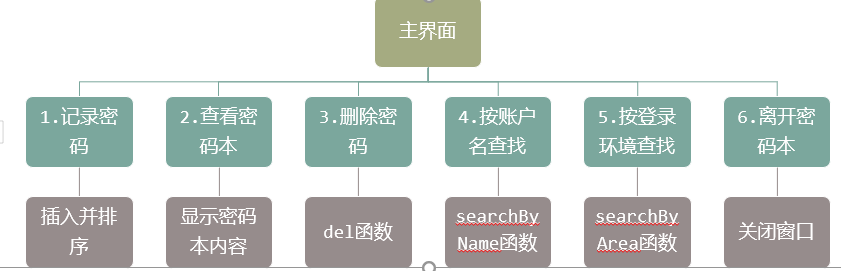 主界面
1.记录密
码
2.查看密
码本
3.删除密
码
4.按账户
名查找
5.按登录
环境查找
6.离开密
码本
插入并排
序
显示密码
本内容
del函数
searchBy
Name函数
searchBy
Area函数
关闭窗口